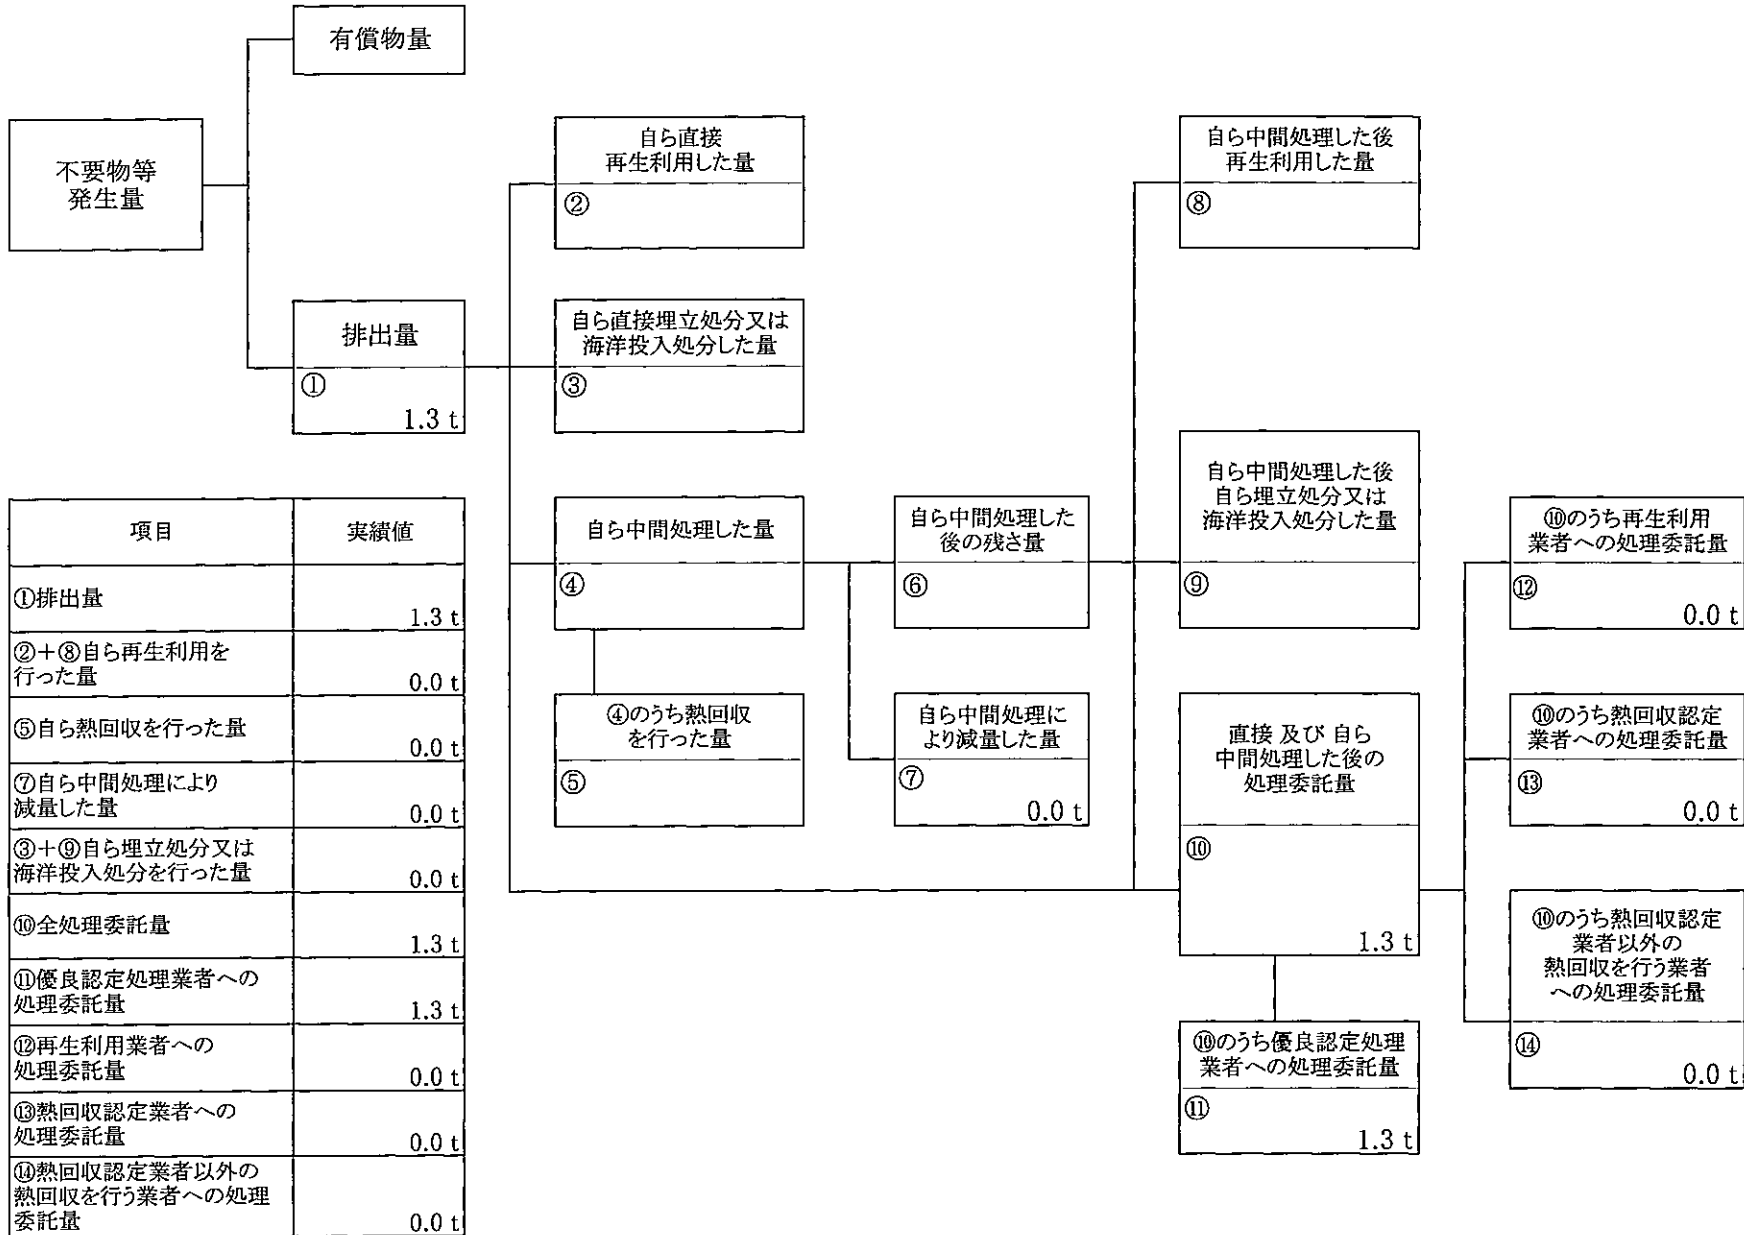 有償物量
不要物等
発生量
排出量
①
1.3 t
自ら直接
再生利用した量
②
自ら直接埋立処分又は
海洋投入処分した量
③
自ら中間処理した量
④
④のうち熱回収
を行った量
⑤
自ら中間処理した
後の残さ量
⑥
自ら中間処理に
より減量した量
⑦
0.0 t
自ら中間処理した後
再生利用した量
⑧
自ら中間処理した後
自ら埋立処分又は
海洋投入処分した量
⑨
直接 及び 自ら
中間処理した後の
処理委託量
⑩
1.3 t
⑩のうち優良認定処理
業者への処理委託量
⑪
1.3 t
⑩のうち再生利用
業者への処理委託量
⑫
0.0 t
⑩のうち熱回収認定
業者への処理委託量
⑬
0.0 t
⑩のうち熱回収認定
業者以外の
熱回収を行う業者
への処理委託量
⑭
0.0 t
項目 実績値
①排出量
1.3 t
②+⑧自ら再生利用を
行った量
0.0 t
⑤自ら熱回収を行った量
0.0 t
⑦自ら中間処理により
減量した量
0.0 t
③+⑨自ら埋立処分又は
海洋投入処分を行った量
0.0 t
⑩全処理委託量
1.3 t
⑪優良認定処理業者への
処理委託量
1.3 t
⑫再生利用業者への
処理委託量
0.0 t
⑬熱回収認定業者への
処理委託量
0.0 t
⑭熱回収認定業者以外の
熱回収を行う業者への処理
委託量
0.0 t